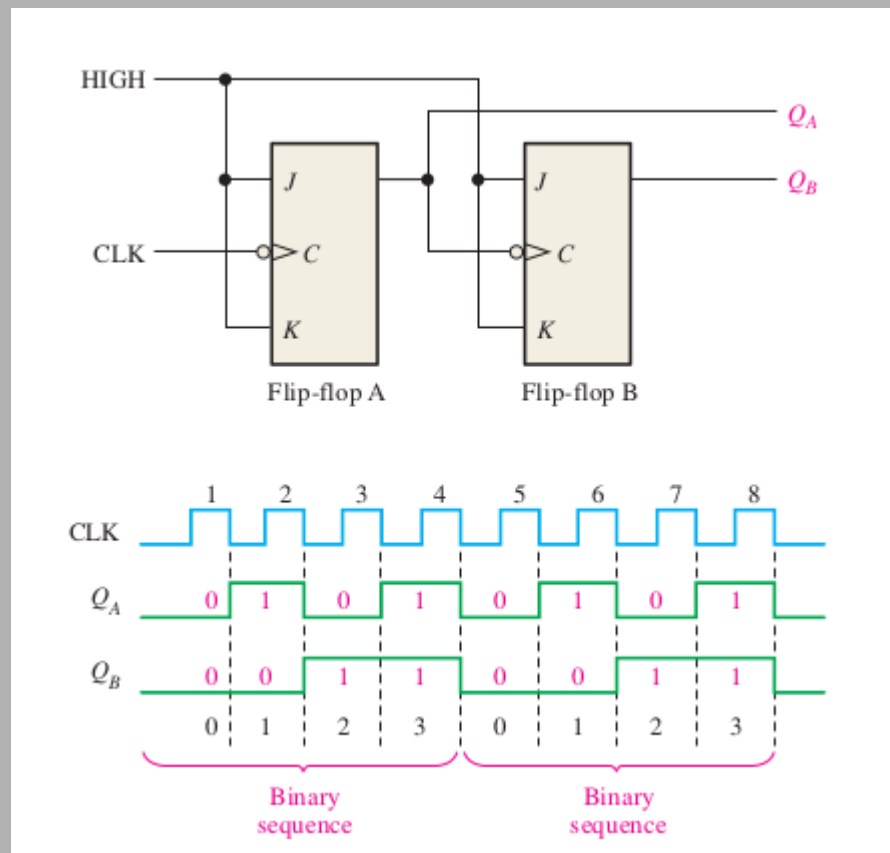 HIGH
Q_A
J J Q_B
CLK C C
K K
Flip-flop A Flip-flop B
1 2 3 4 5 6 7 8
CLK
Q_A 0 1 0 1 0 1 0 1
Q_B 0 0 1 1 0 0 1 1
0 1 2 3 0 1 2 3
Binary Binary
sequence sequence